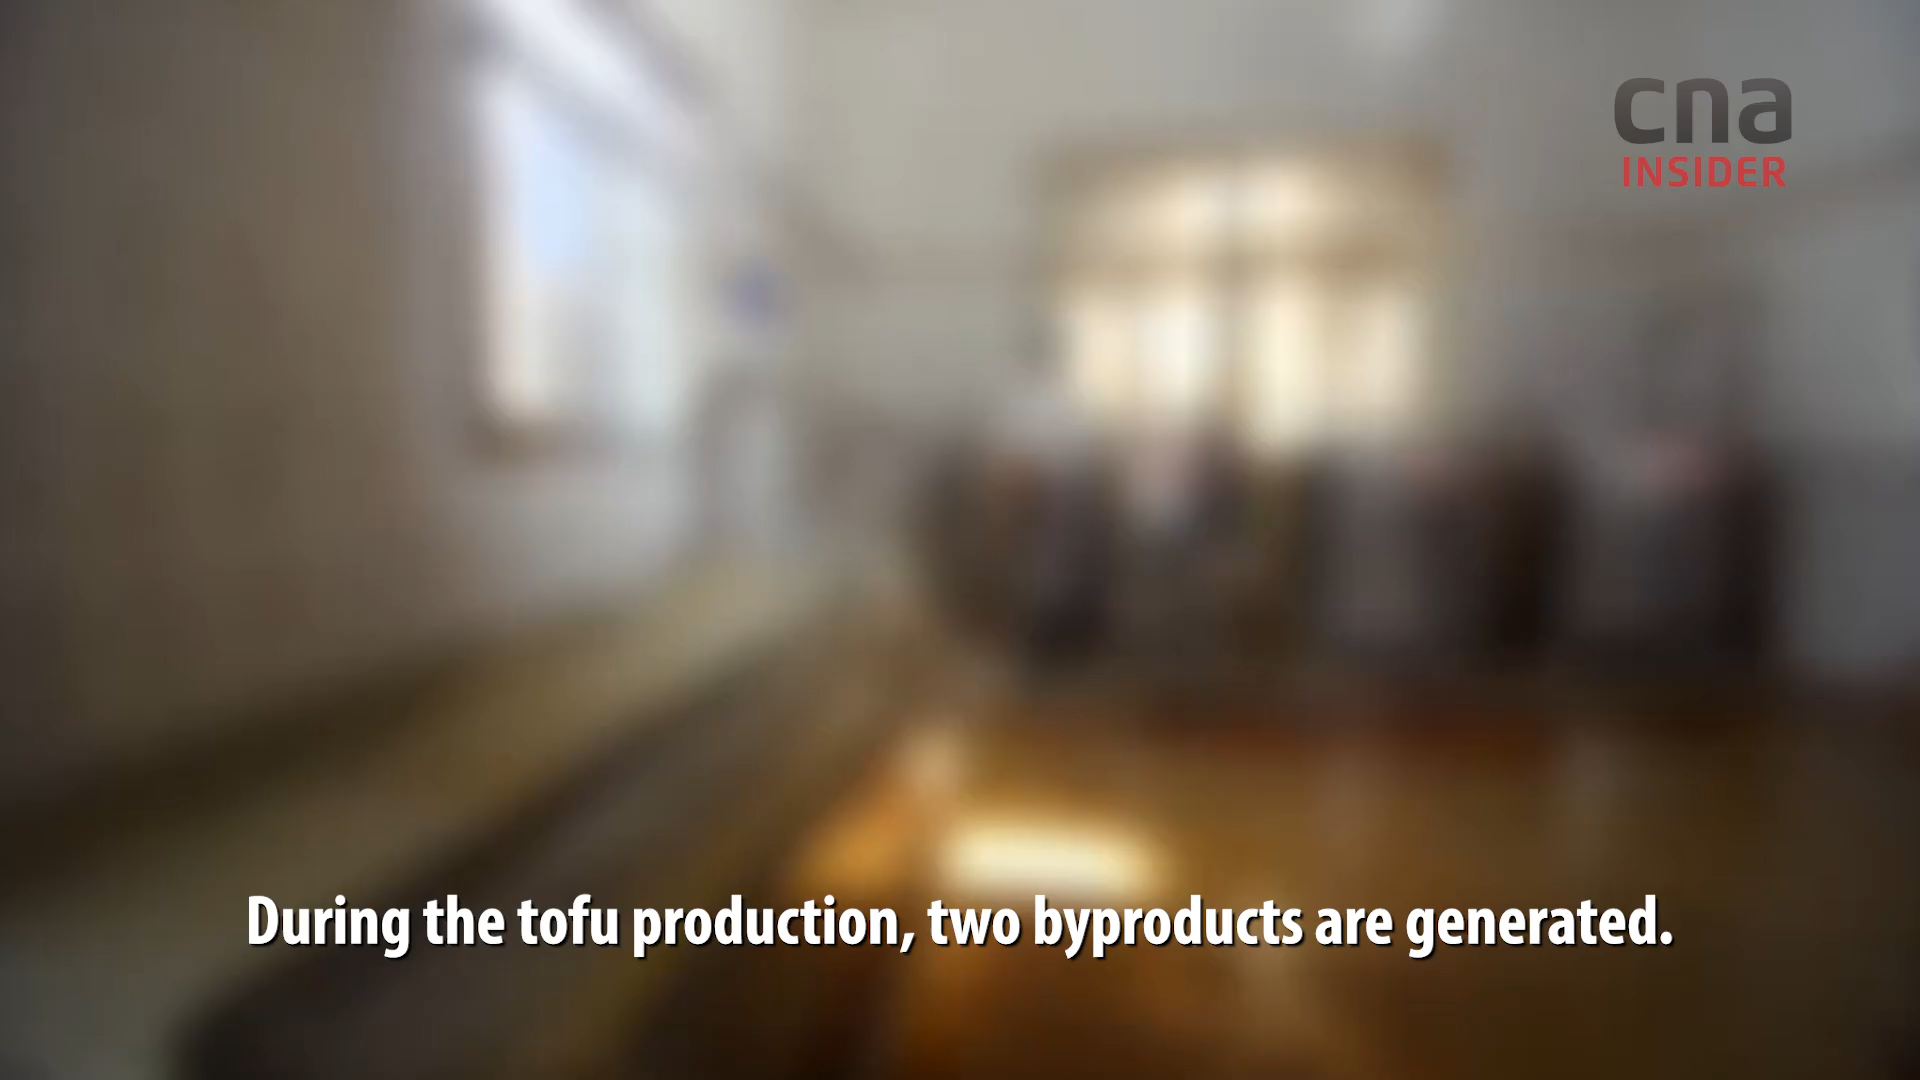 cna
INSIDER
During the tofu production, two byproducts are generated.